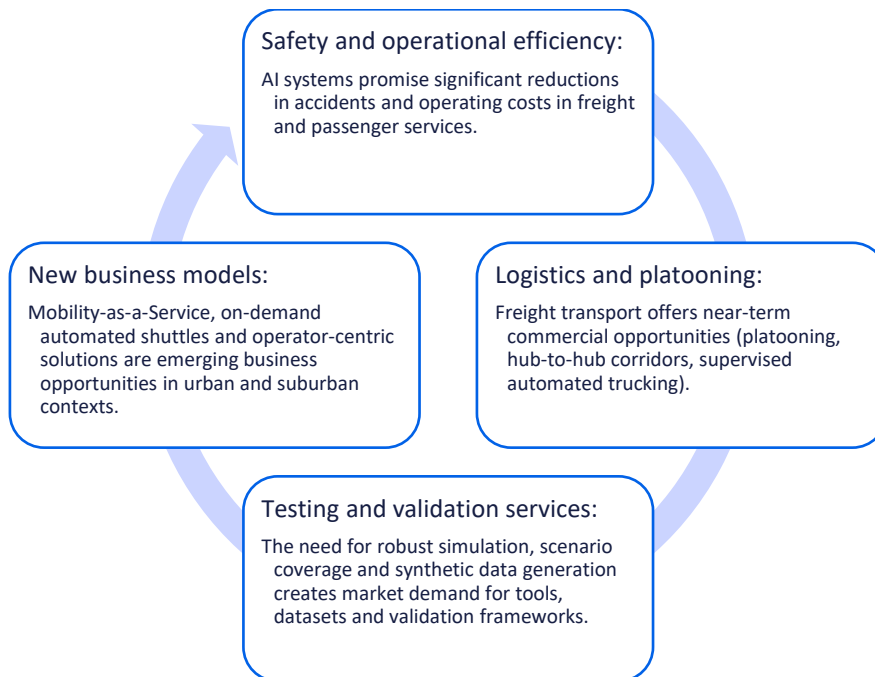 Safety and operational efficiency:
AI systems promise significant reductions
in accidents and operating costs in freight
and passenger services.
Logistics and platooning:
Freight transport offers near-term
commercial opportunities (platooning,
hub-to-hub corridors, supervised
automated trucking).
Testing and validation services:
The need for robust simulation, scenario
coverage and synthetic data generation
creates market demand for tools,
datasets and validation frameworks.
New business models:
Mobility-as-a-Service, on-demand
automated shuttles and operator-centric
solutions are emerging business
opportunities in urban and suburban
contexts.